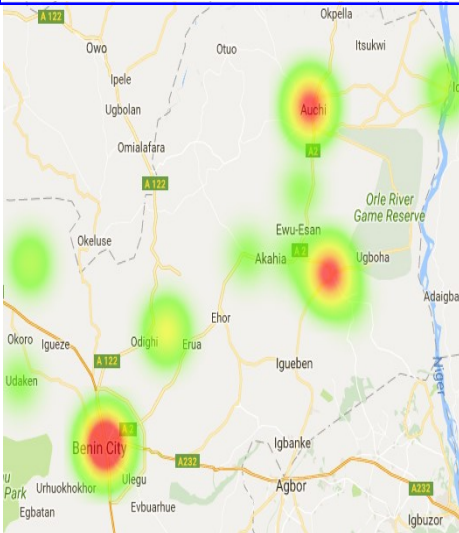 Okpella
A 122
Owo
Otuo
Itsukwi
Ipele
Ugbolan
Auchi
Omialafara
A2
A 122
Orle River
Game Reserve
Ewu-Esan
Okeluse
A 2
Akahia
Ugboha
Adaigba
Ehor
Okoro
Igueze
Odighi
Erua
A 122
Igueben
Niger
Udaken
A 2
Benin City
Igbanke
A232
Park
Urhuokhokhor
Ulegu
Agbor
A232
Egbatan
Evbuarhue
Igbuzor